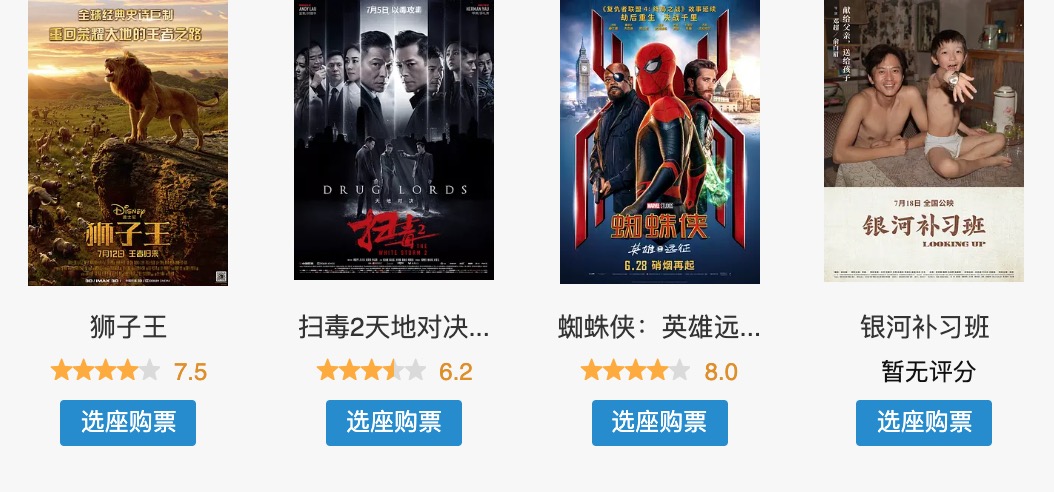 全球经典史诗巨制
重回荣耀大地的王者之路
DISNEY
狮子王
7月12日 王者归来
ANDY LAU
7月5日 以毒攻毒
DRUG LORDS
天地对决
扫毒2
THE
WHITE STORM 2
《复仇者联盟4:终局之战》故事延续
劫后重生 决战千里
MARVEL STUDIOS
蜘蛛侠
英雄远征
6.28 硝烟再起
献给父亲,送给孩子
7月18日 全国公映
银河补习班
LOOKING UP
狮子王
扫毒2天地对决...
蜘蛛侠：英雄远...
银河补习班
7.5
6.2
8.0
暂无评分
选座购票
选座购票
选座购票
选座购票